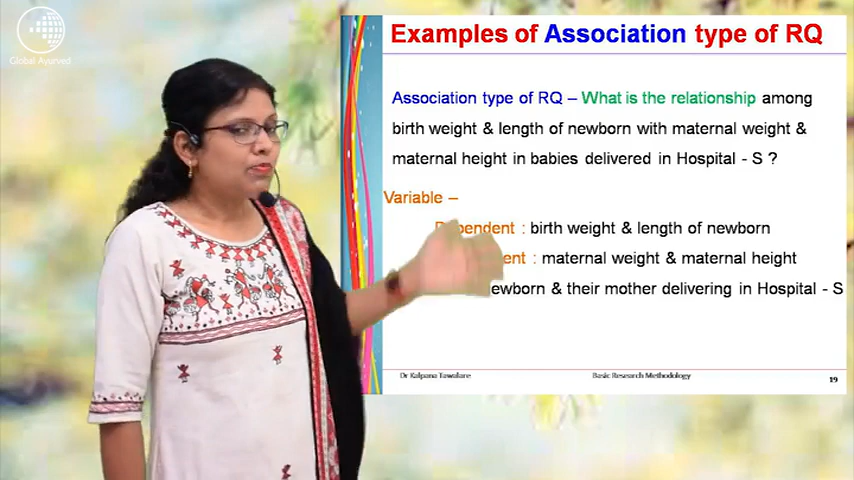 Global Ayurved
Examples of Association type of RQ
Association type of RQ – What is the relationship among
birth weight & length of newborn with maternal weight &
maternal height in babies delivered in Hospital - S ?
Variable –
: birth weight & length of newborn
: maternal weight & maternal height
& their mother delivering in Hospital - S
Dr Kalpana Tawalare
Basic Research Methodology
19